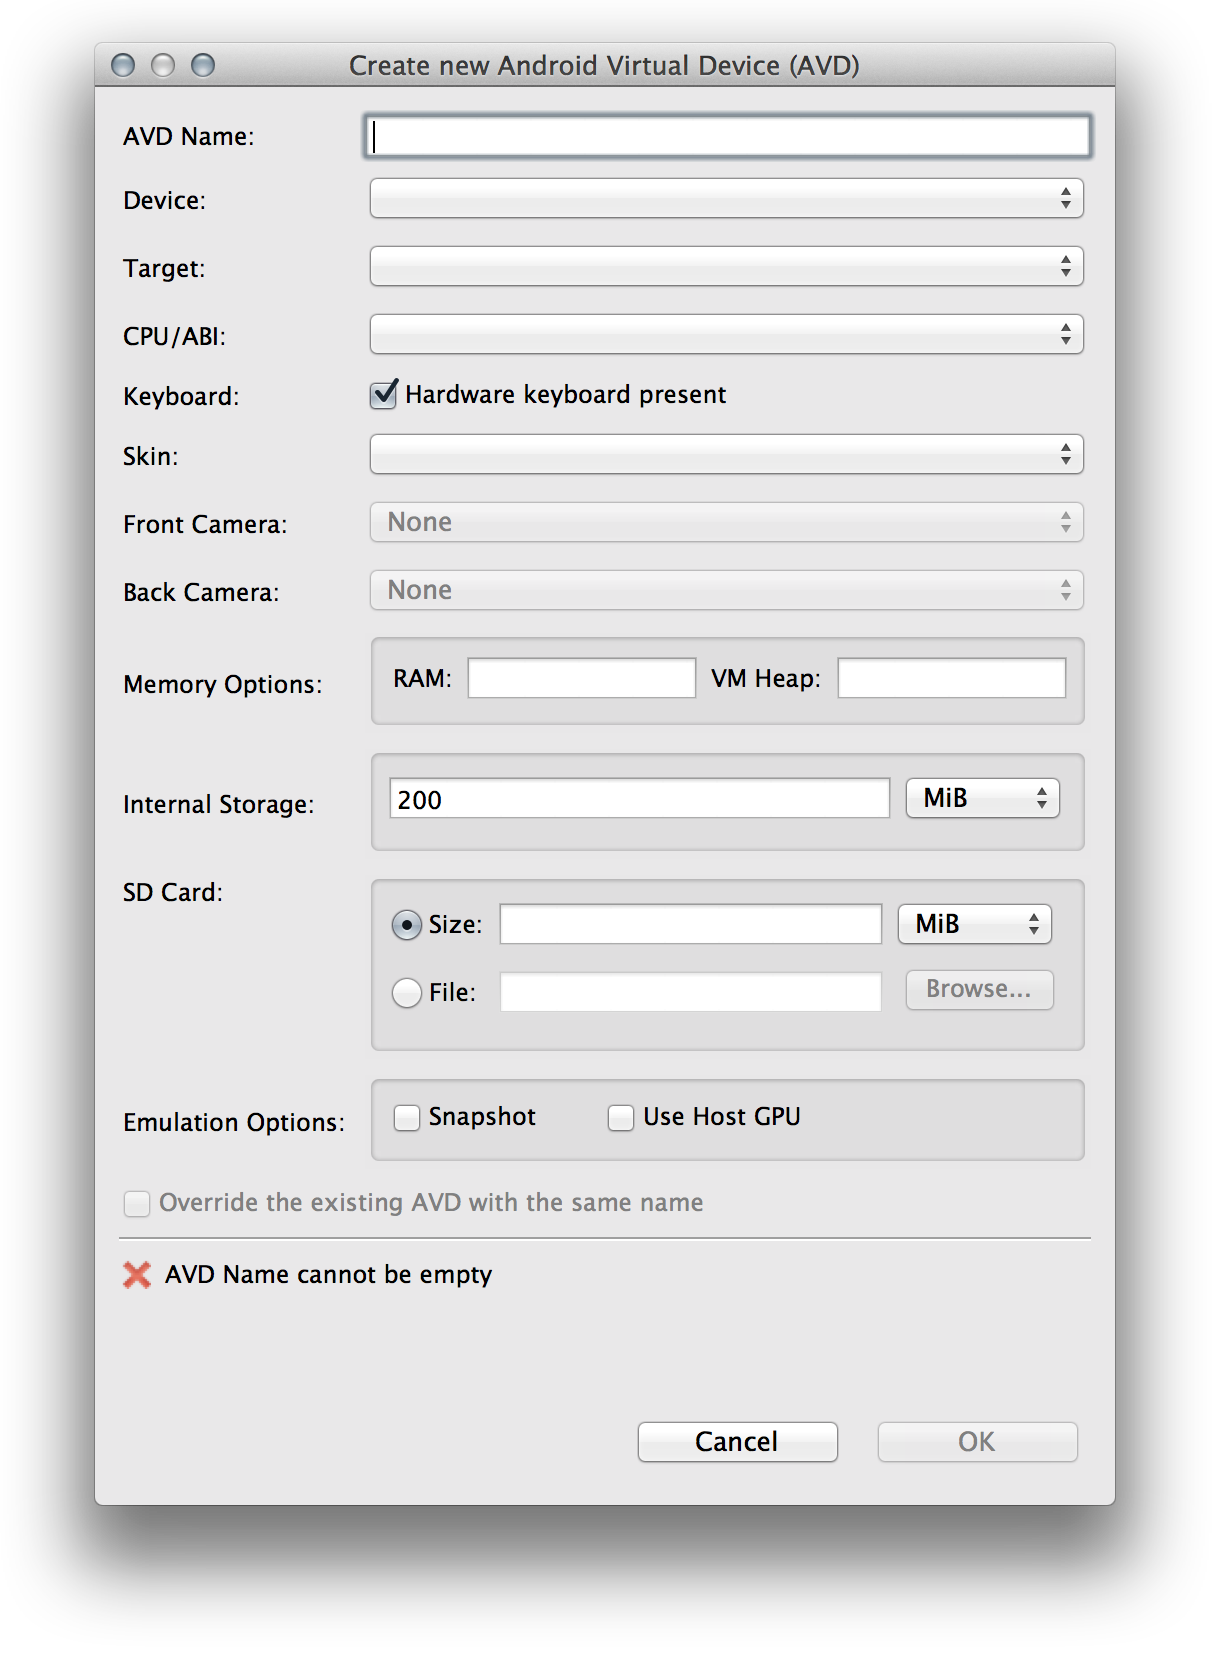 Create new Android Virtual Device (AVD)
AVD Name:
Device:
Target:
CPU/ABI:
Keyboard: Hardware keyboard present
Skin:
Front Camera: None
Back Camera: None
Memory Options: RAM: VM Heap:
Internal Storage: 200 MiB
SD Card:
Size: MiB
File: Browse...
Emulation Options: Snapshot Use Host GPU
Override the existing AVD with the same name
AVD Name cannot be empty
Cancel OK